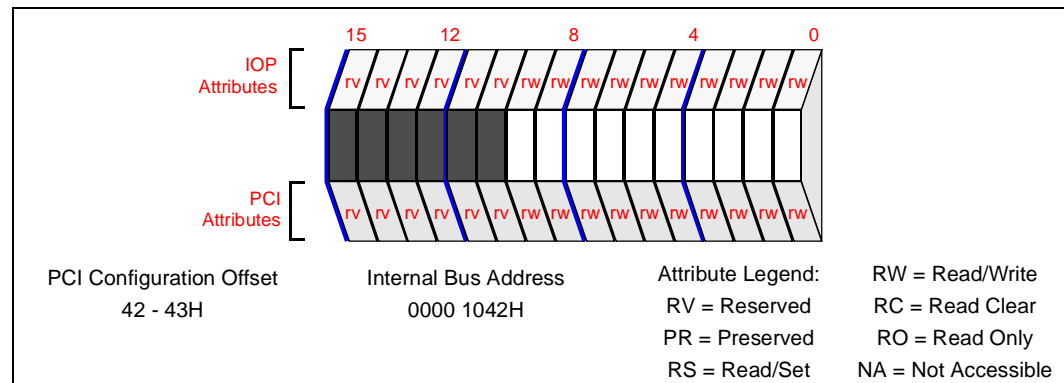 15 12 8 4 0
IOP
Attributes
rv rv rv rv rv rv rw rw rw rw rw rw rw rw rw rw
PCI
Attributes
rv rv rv rv rv rv rw rw rw rw rw rw rw rw rw rw
PCI Configuration Offset
42 - 43H
Internal Bus Address
0000 1042H
Attribute Legend:
RV = Reserved
PR = Preserved
RS = Read/Set
RW = Read/Write
RC = Read Clear
RO = Read Only
NA = Not Accessible